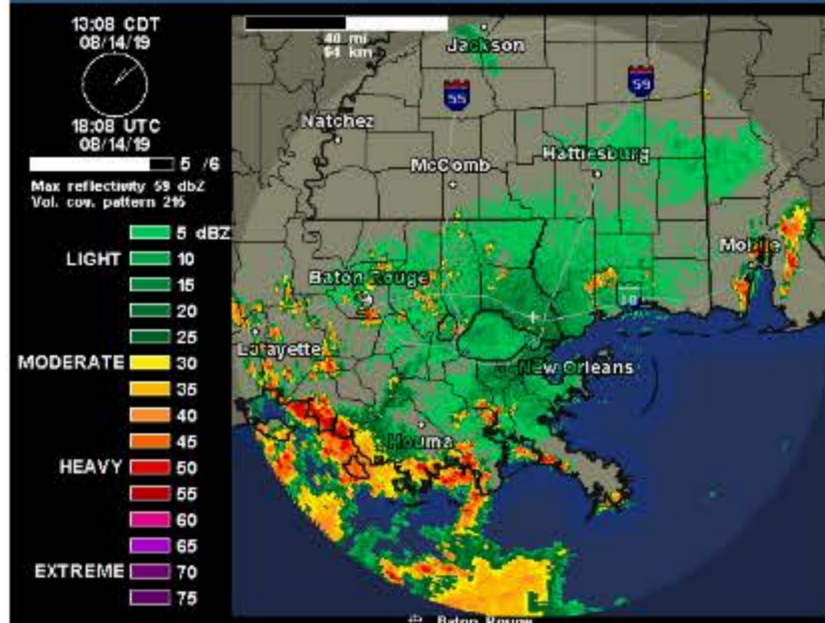 13:08 CDT
08/14/19
18:08 UTC
08/14/19
5 /6
Max reflectivity 59 dbZ
Vol. cov. pattern 215
5 dBZ
LIGHT 10
15
20
25
MODERATE 30
35
40
45
HEAVY 50
55
60
65
EXTREME 70
75
40 mi
64 km
Jackson
55
59
Natchez
McComb
Hattiesburg
Mobile
Baton Rouge
10
Lafayette
New Orleans
Houma
Baton Rouge